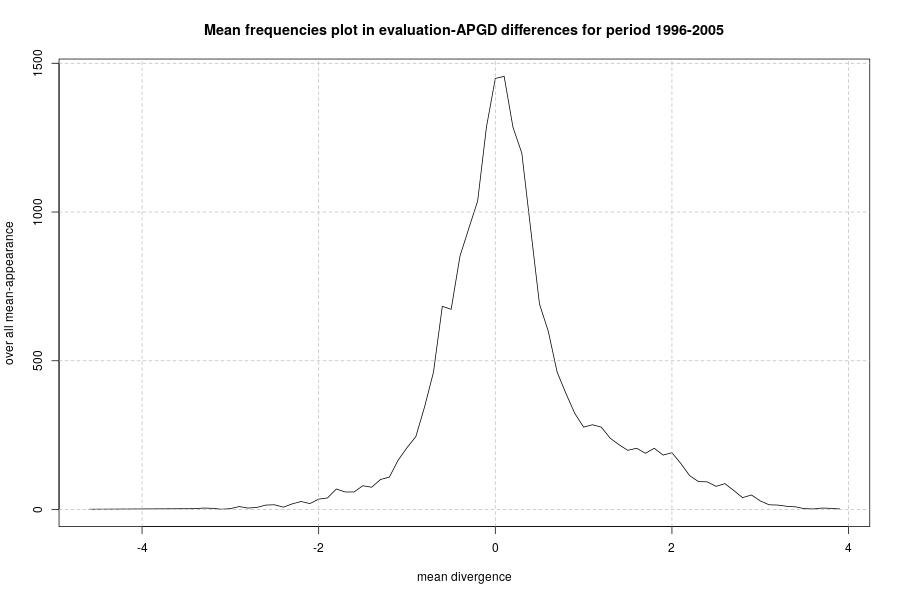 Mean frequencies plot in evaluation-APGD differences for period 1996-2005
over all mean-appearance
1500
1000
500
0
-4 -2 0 2 4
mean divergence